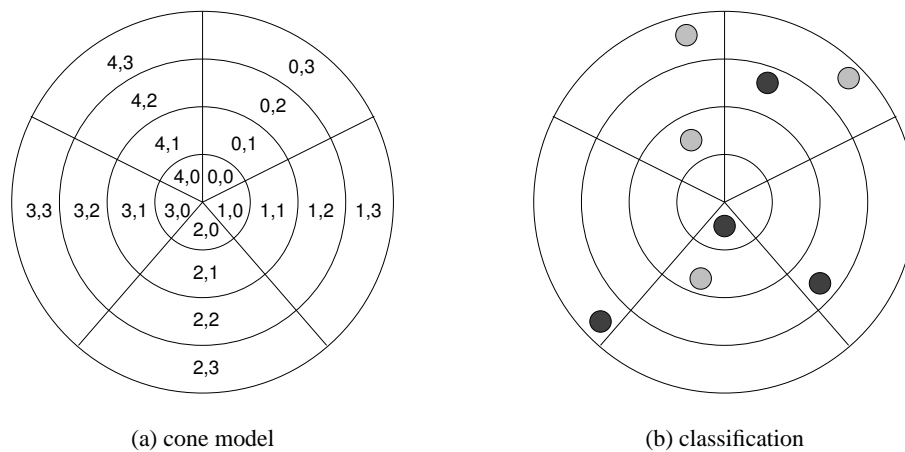 4,3 0,3
4,2 0,2
4,1 0,1
4,0 0,0
3,3 3,2 3,1 3,0 1,0 1,1 1,2 1,3
2,0
2,1
2,2
2,3
(a) cone model
(b) classification